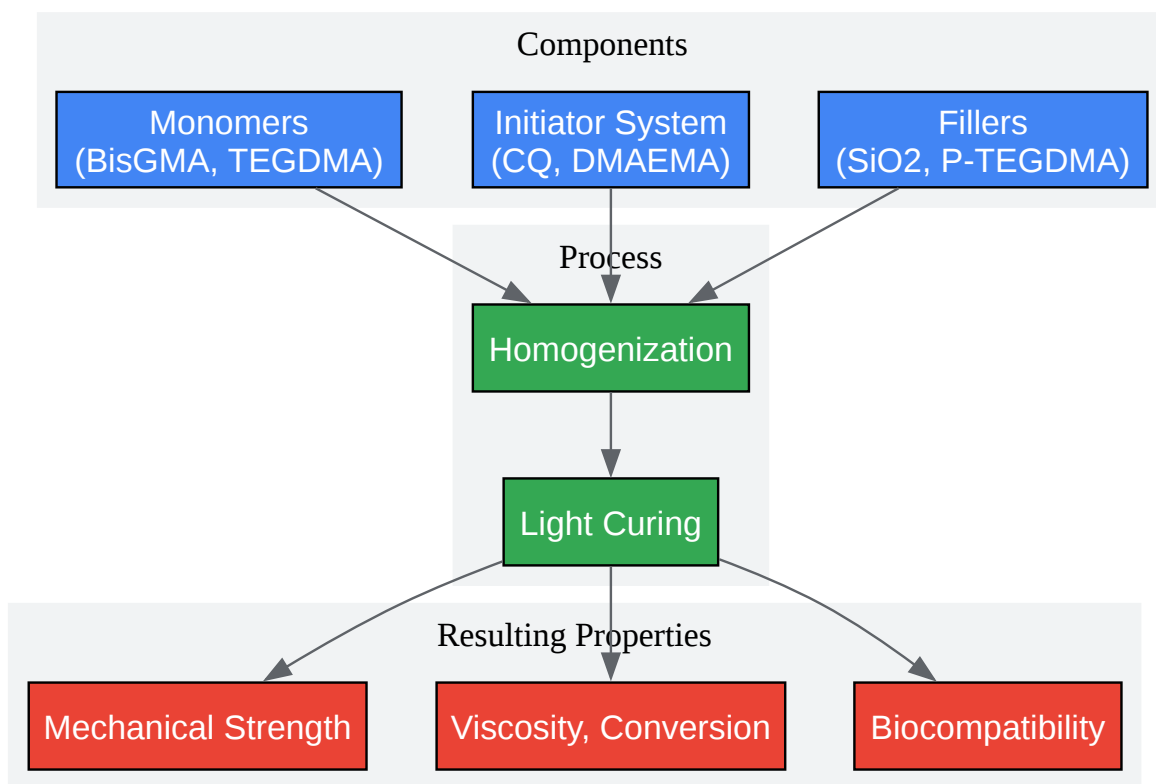 Components
Monomers
(BisGMA, TEGDMA)
Initiator System
(CQ, DMAEMA)
Fillers
(SiO2, P-TEGDMA)
Process
Homogenization
Light Curing
Resulting Properties
Mechanical Strength
Viscosity, Conversion
Biocompatibility